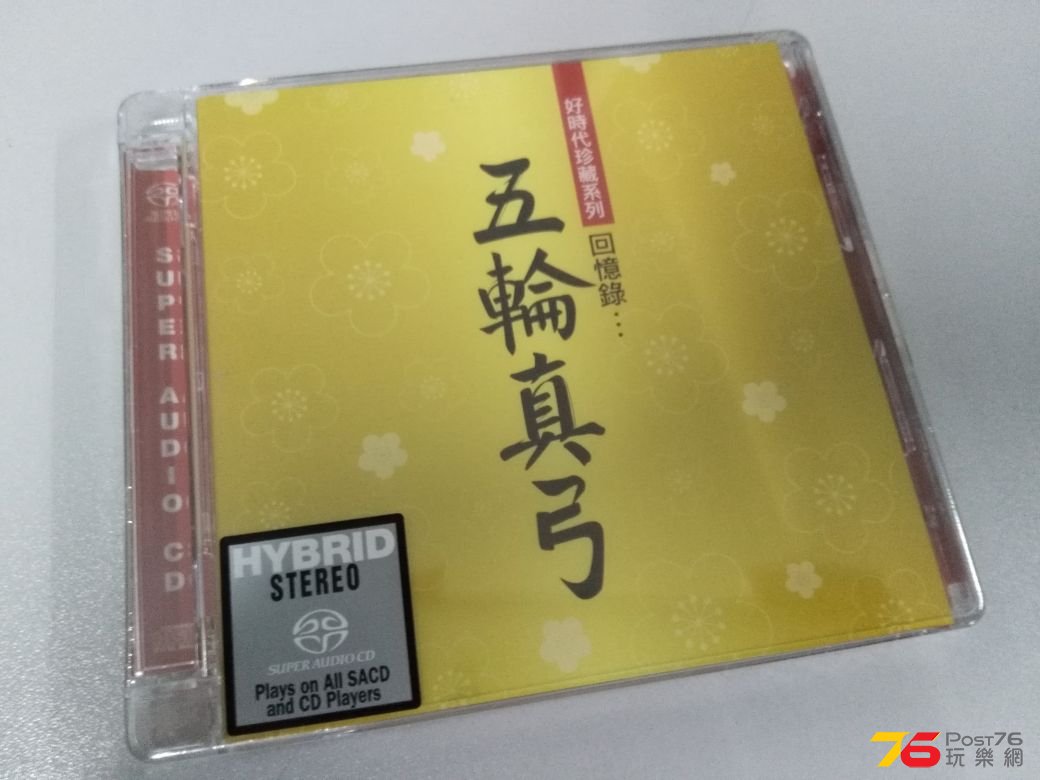 好時代珍藏系列
回憶錄...
五輪真弓
SUPER AUDIO CD
HYBRID
STEREO
SUPER AUDIO CD
Plays on All SACD
and CD Players
76 Post76
玩樂網